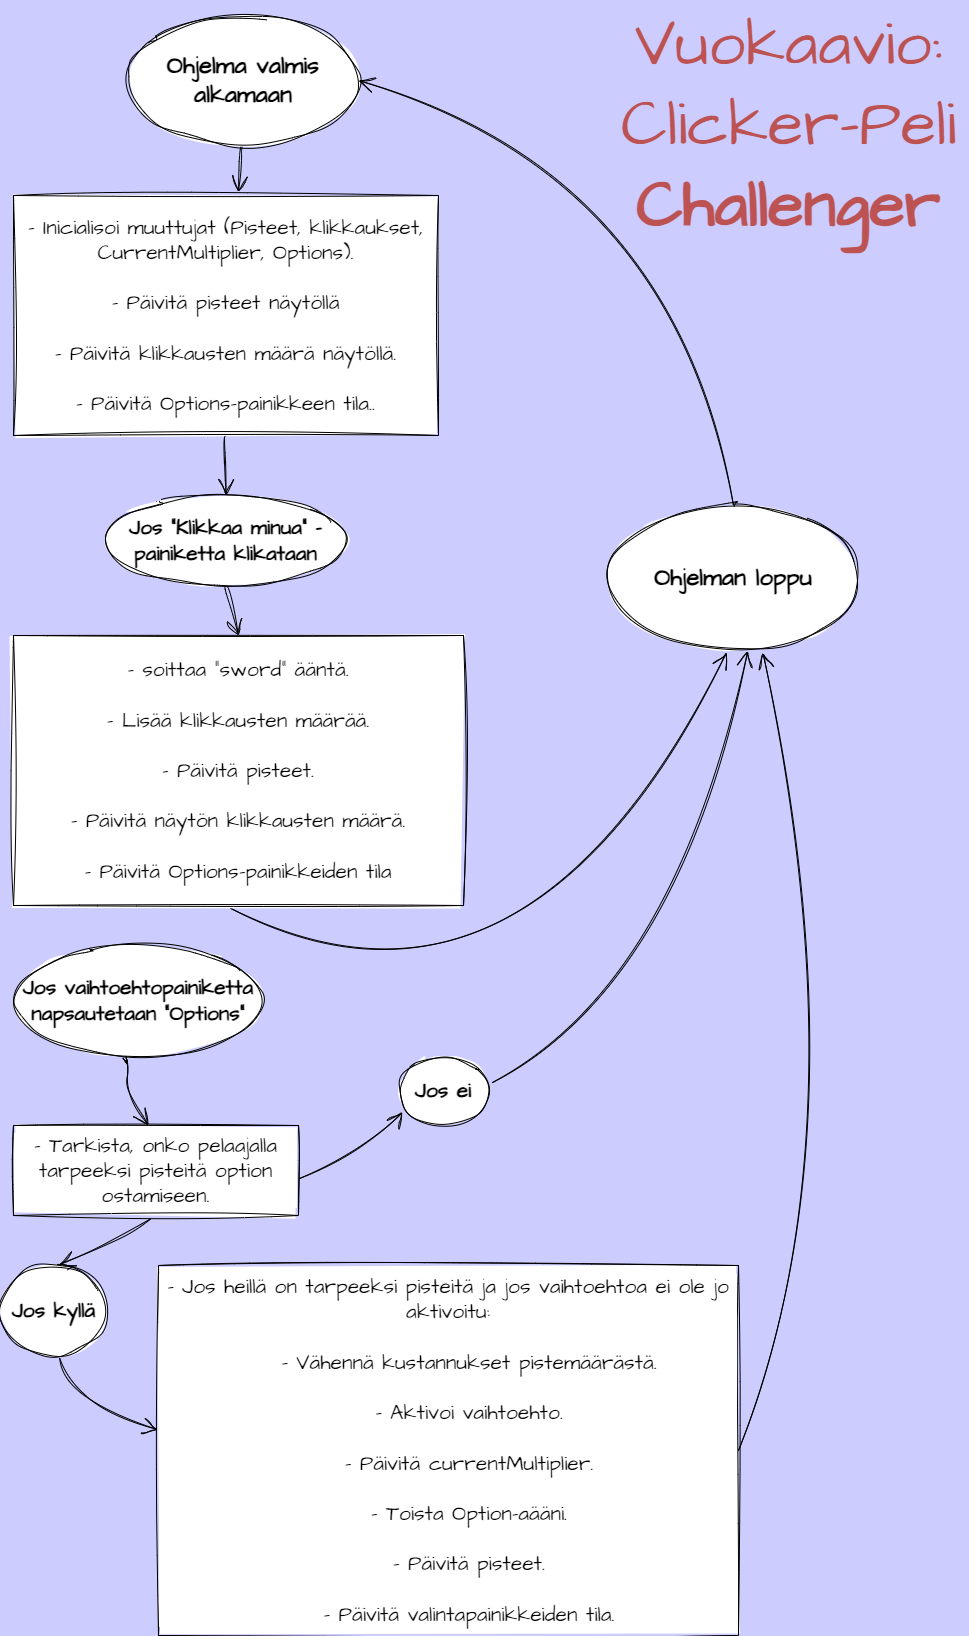 Vuokaavio:
Clicker-Peli
Challenger
Ohjelma valmis
alkamaan
- Inicialisoi muuttujat (Pisteet, klikkaukset,
CurrentMultiplier, Options).
- Päivitä pisteet näytöllä
- Päivitä klikkausten määrä näytöllä.
- Päivitä Options-painikkeen tila..
Jos "Klikkaa minua" -
painiketta klikataan
Ohjelman loppu
- soittaa "sword" ääntä.
- Lisää klikkausten määrää.
- Päivitä pisteet.
- Päivitä näytön klikkausten määrä.
- Päivitä Options-painikkeiden tila
Jos vaihtoehtopainiketta
napsautetaan "Options"
Jos ei
- Tarkista, onko pelaajalla
tarpeeksi pisteitä option
ostamiseen.
Jos kyllä
- Jos heillä on tarpeeksi pisteitä ja jos vaihtoehtoa ei ole jo
aktivoitu:
- Vähennä kustannukset pistemäärästä.
- Aktivoi vaihtoehto.
- Päivitä currentMultiplier.
- Toista Option-aääni.
- Päivitä pisteet.
- Päivitä valintapainikkeiden tila.